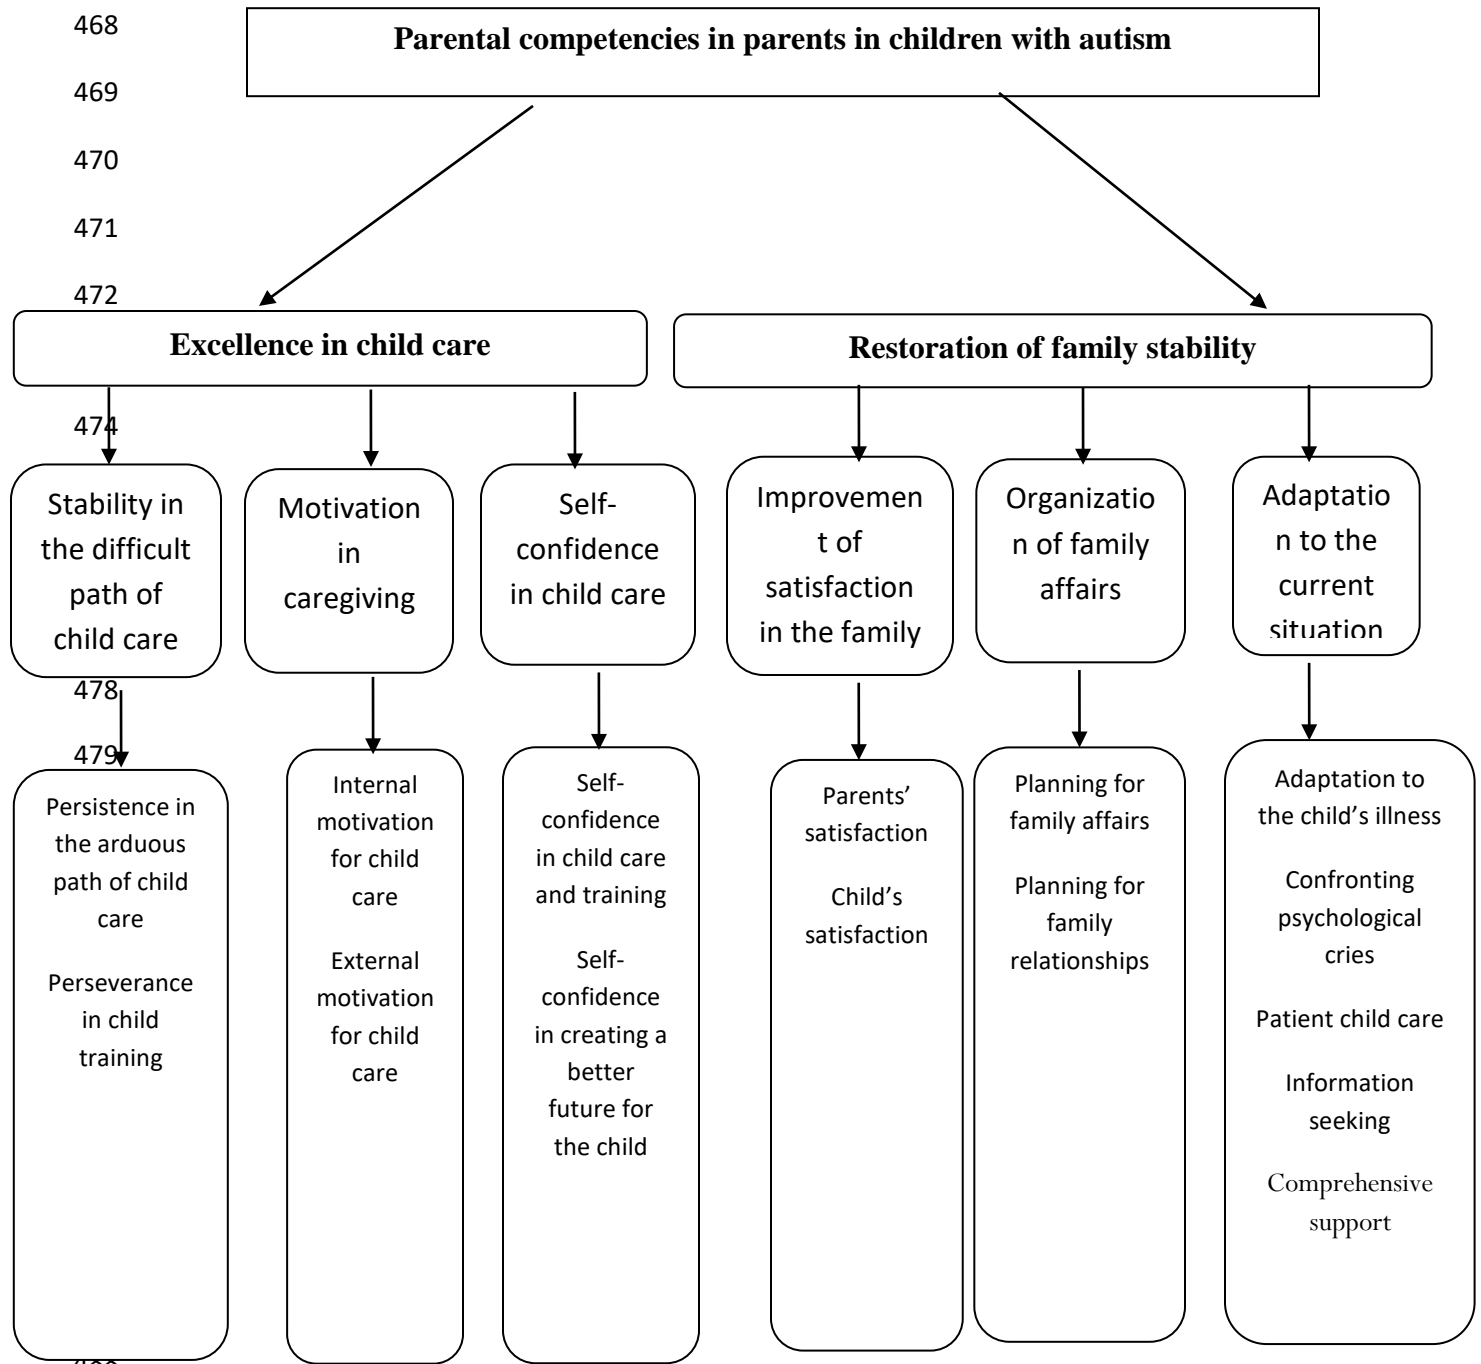 468
Parental competencies in parents in children with autism
469
470
471
472
Excellence in child care
Restoration of family stability
474
Stability in
the difficult
path of
child care
Motivation
in
caregiving
Self-
confidence
in child care
Improvemen
t of
satisfaction
in the family
Organizatio
n of family
affairs
Adaptatio
n to the
current
situation
478
479
Persistence in
the arduous
path of child
care
Perseverance
in child
training
Internal
motivation
for child
care
External
motivation
for child
care
Self-
confidence
in child care
and training
Self-
confidence
in creating a
better
future for
the child
Parents’
satisfaction
Child’s
satisfaction
Planning for
family affairs
Planning for
family
relationships
Adaptation to
the child’s illness
Confronting
psychological
cries
Patient child care
Information
seeking
Comprehensive
support